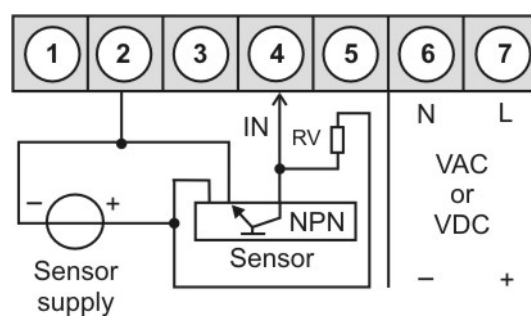 1 2 3 4 5 6 7
IN
RV
N L
VAC
or
VDC
− +
NPN
Sensor
− +
Sensor
supply